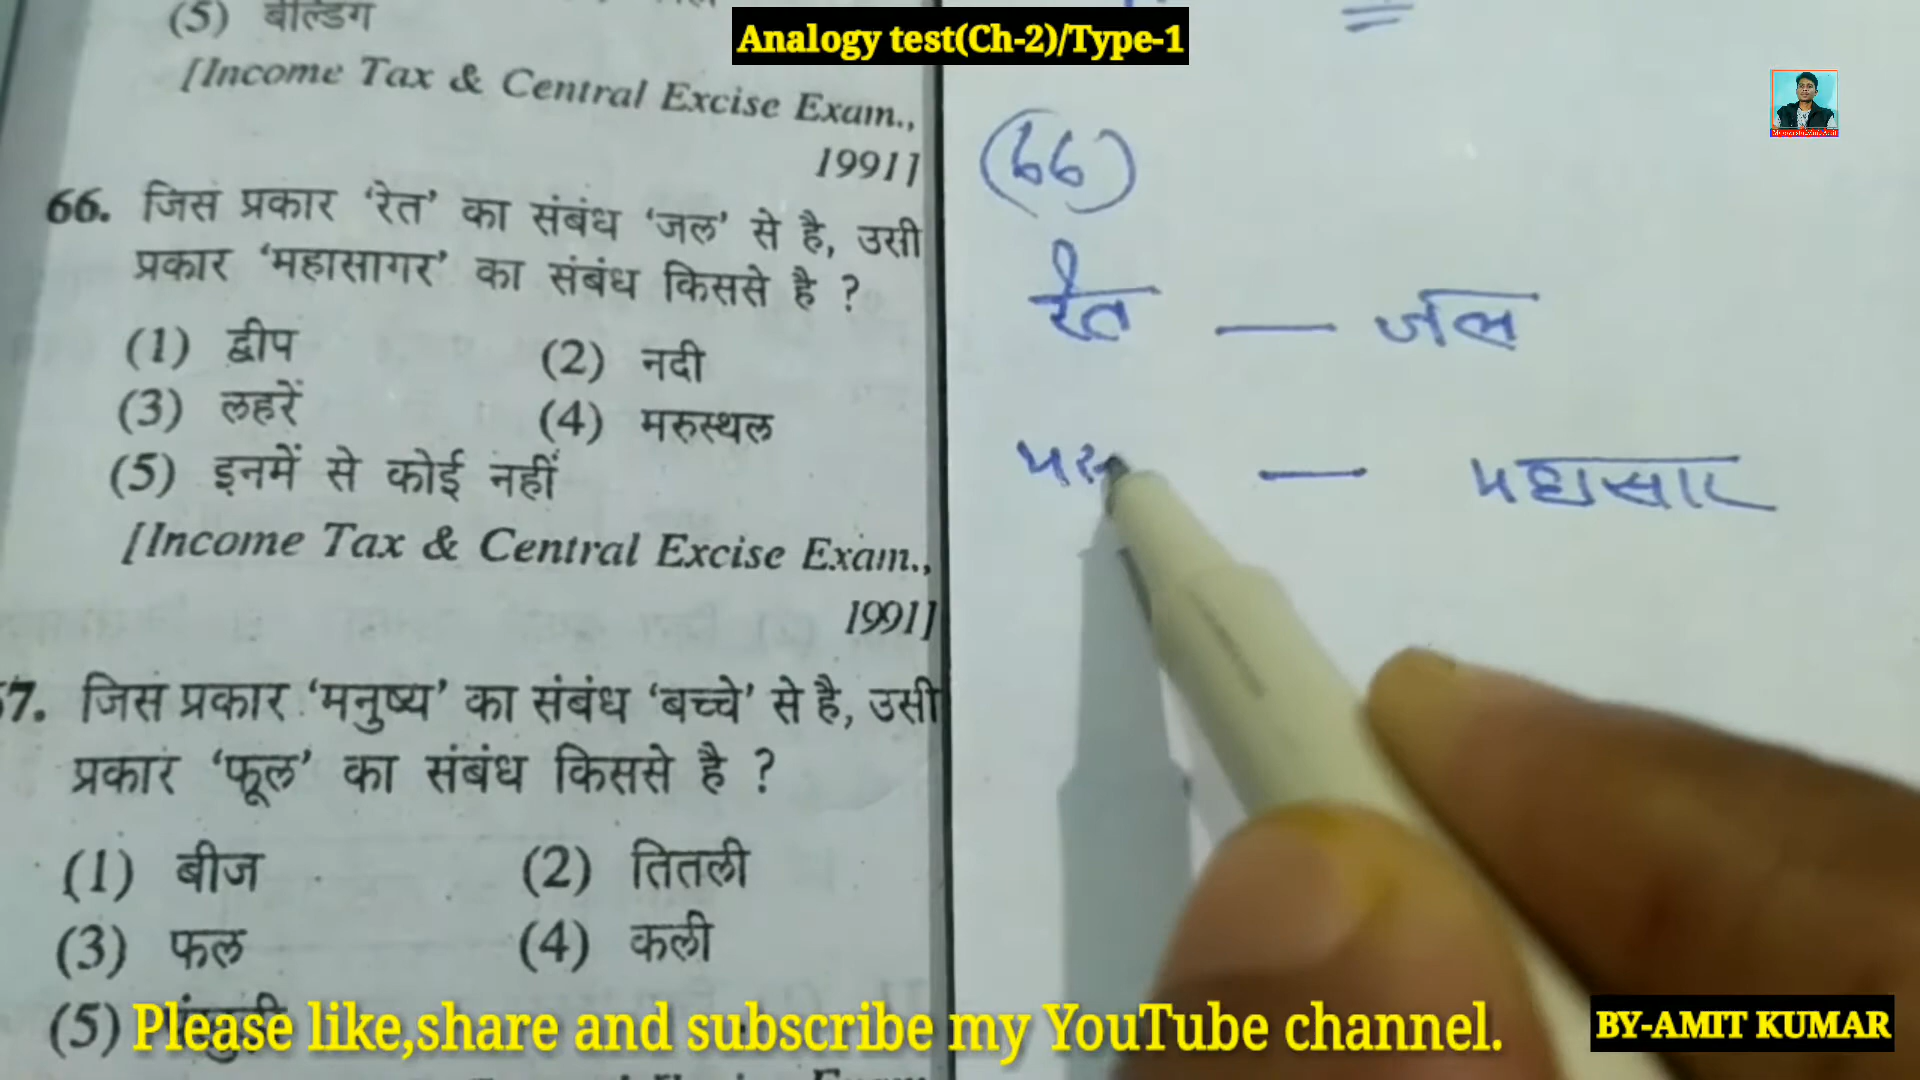 (5) बेल्डिंग
Analogy test(Ch-2)/Type-1
[Income Tax & Central Excise Exam.,
1991]
66. जिस प्रकार ‘रेत’ का संबंध ‘जल’ से है, उसी
प्रकार ‘महासागर’ का संबंध किससे है ?
(1) द्वीप (2) नदी
(3) लहरें (4) मरुस्थल
(5) इनमें से कोई नहीं
[Income Tax & Central Excise Exam.,
1991]
7. जिस प्रकार ‘मनुष्य’ का संबंध ‘बच्चे’ से है, उसी
प्रकार ‘फूल’ का संबंध किससे है ?
(1) बीज (2) तितली
(3) फल (4) कली
(5)
(66)
रेत — जल
मरु — महासार
Please like,share and subscribe my YouTube channel.
BY-AMIT KUMAR